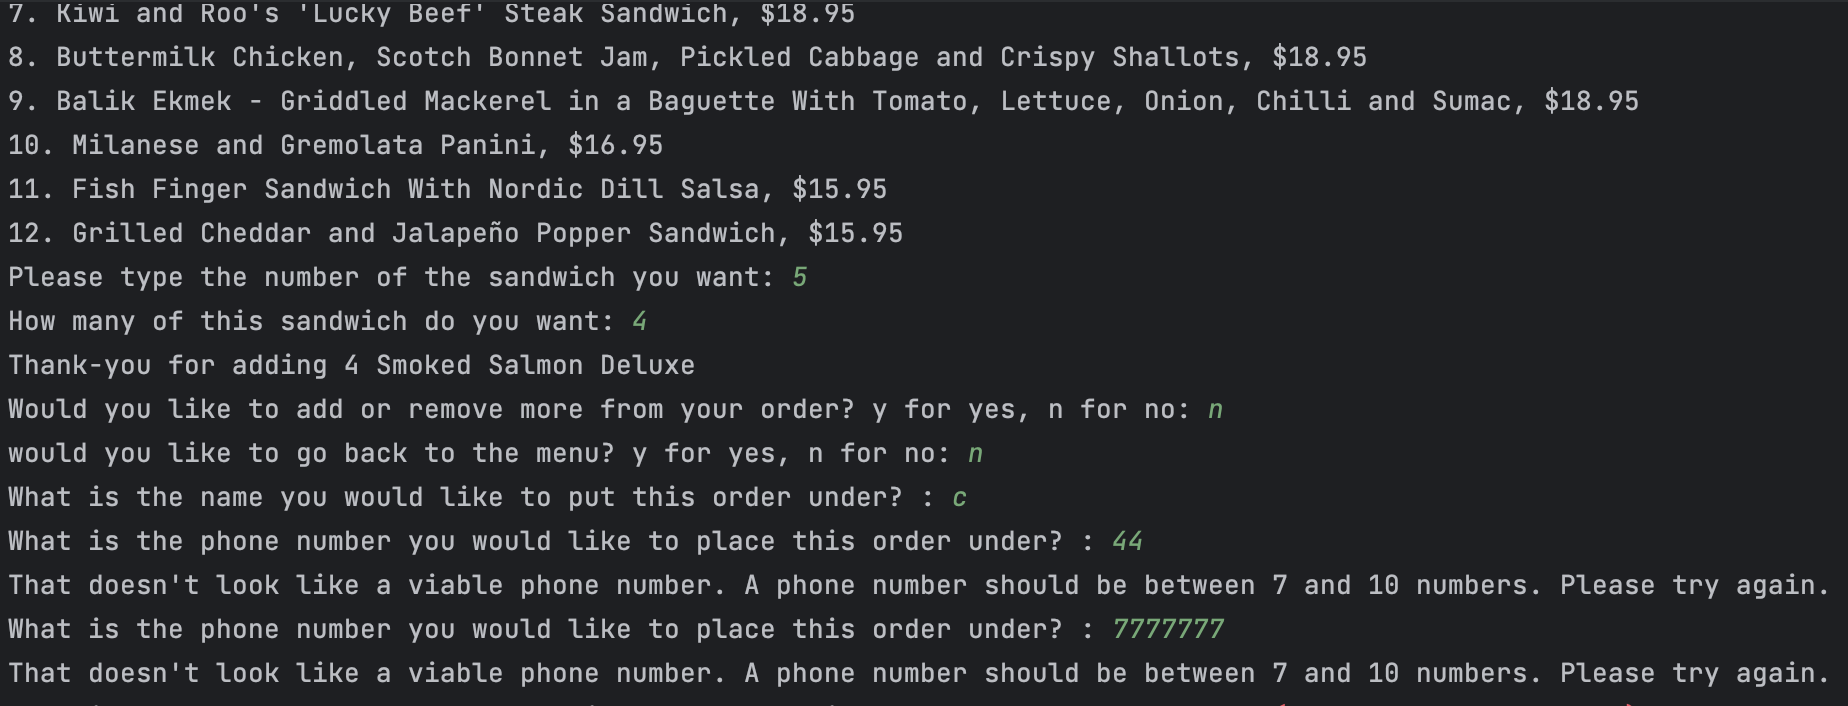 7. Kiwi and Roo's 'Lucky Beef' Steak Sandwich, $18.95
8. Buttermilk Chicken, Scotch Bonnet Jam, Pickled Cabbage and Crispy Shallots, $18.95
9. Balik Ekmek - Griddled Mackerel in a Baguette With Tomato, Lettuce, Onion, Chilli and Sumac, $18.95
10. Milanese and Gremolata Panini, $16.95
11. Fish Finger Sandwich With Nordic Dill Salsa, $15.95
12. Grilled Cheddar and Jalapeño Popper Sandwich, $15.95
Please type the number of the sandwich you want: 5
How many of this sandwich do you want: 4
Thank-you for adding 4 Smoked Salmon Deluxe
Would you like to add or remove more from your order? y for yes, n for no: n
would you like to go back to the menu? y for yes, n for no: n
What is the name you would like to put this order under? : c
What is the phone number you would like to place this order under? : 44
That doesn't look like a viable phone number. A phone number should be between 7 and 10 numbers. Please try again.
What is the phone number you would like to place this order under? : 7777777
That doesn't look like a viable phone number. A phone number should be between 7 and 10 numbers. Please try again.